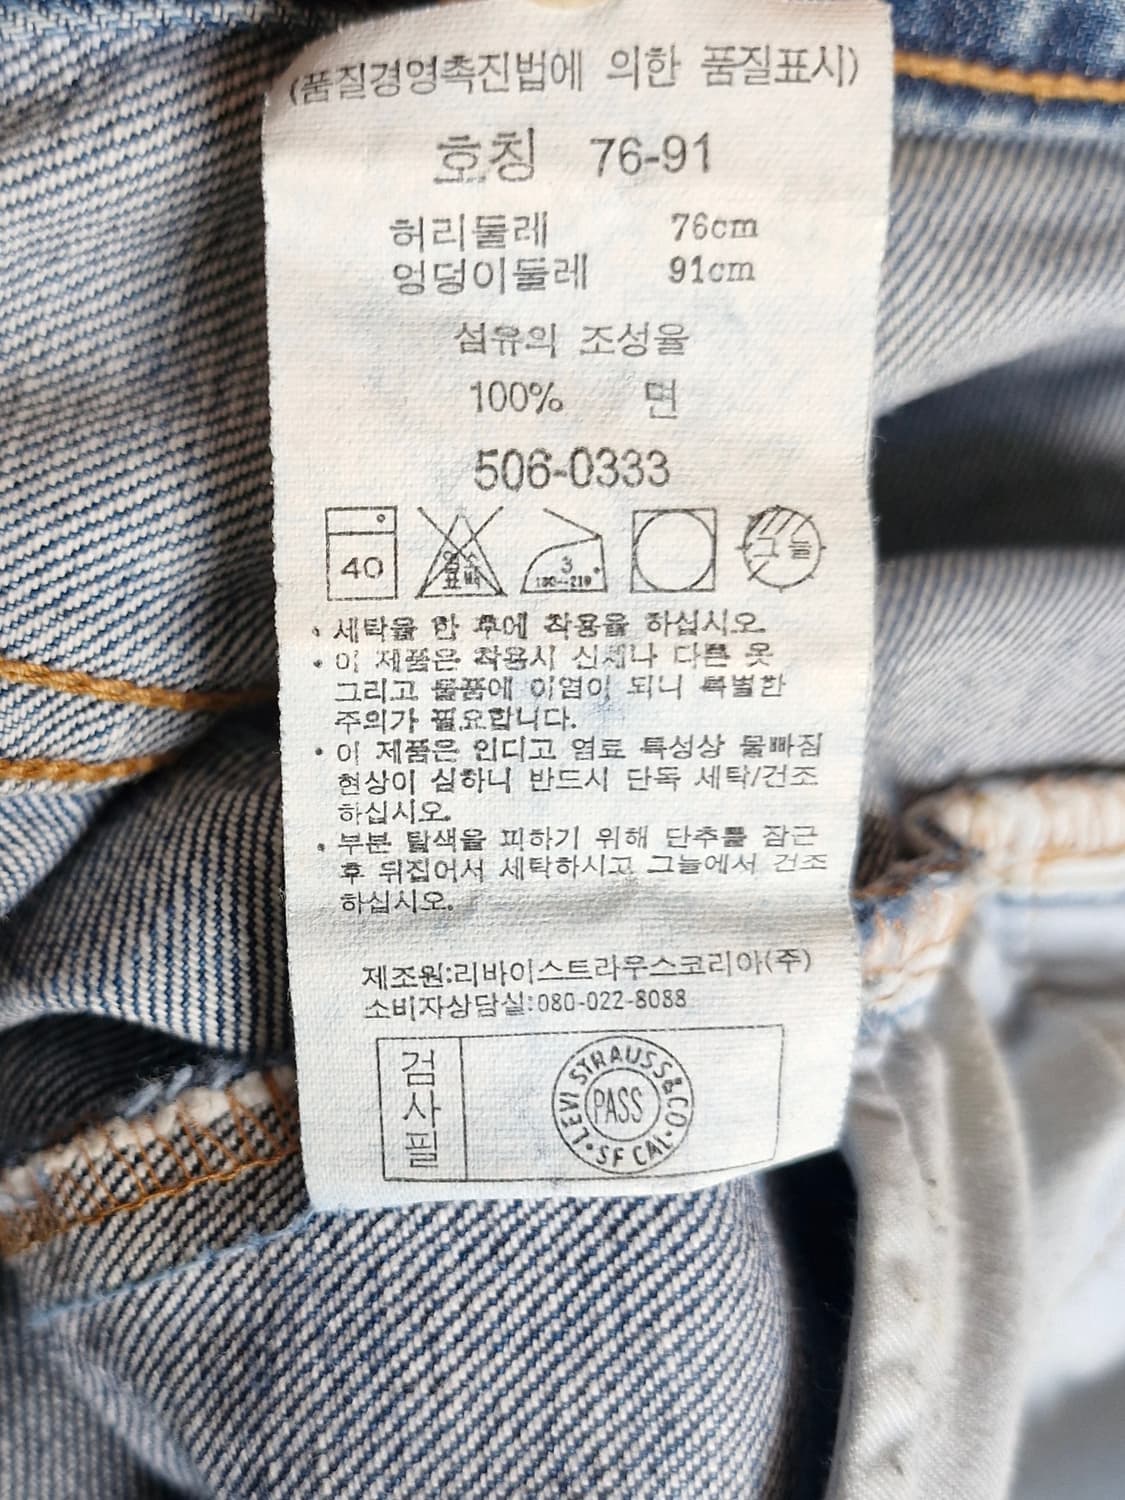 (품질경영촉진법에 의한 품질표시)
호칭 76-91
허리둘레 76cm
엉덩이둘레 91cm
섬유의 조성율
100% 면
506-0333
40
염소
표백
3
180~210
그늘
• 세탁을 한 후에 착용을 하십시오.
• 이 제품은 착용시 신체나 다른 옷
그리고 물품에 이염이 되니 특별한
주의가 필요합니다.
• 이 제품은 인디고 염료 특성상 물빠짐
현상이 심하니 반드시 단독 세탁/건조
하십시오.
• 부분 탈색을 피하기 위해 단추를 잠근
후 뒤집어서 세탁하시고 그늘에서 건조
하십시오.
제조원:리바이스트라우스코리아(주)
소비자상담실:080-022-8088
검사필
LEVI STRAUSS & CO • SF CAL •
PASS